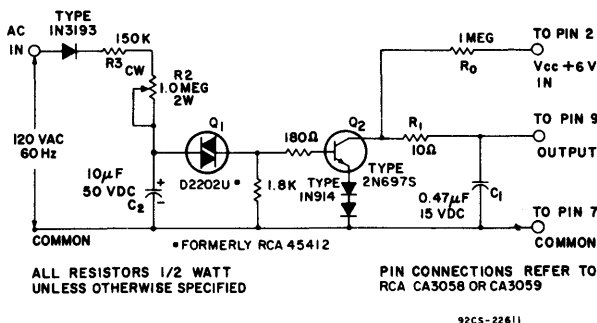 AC
IN
TYPE
1N3193
150K
R3
CW
R2
1.0MEG
2W
120 VAC
60 Hz
10µF
50 VDC
+
−
C2
Q1
D2202U*
1.8K
180Ω
Q2
TYPE
2N697S
TYPE
1N914
1MEG
RO
R1
10Ω
0.47µF
15 VDC
C1
TO PIN 2
Vcc +6V
IN
TO PIN 9
OUTPUT
TO PIN 7
COMMON
COMMON
*FORMERLY RCA 45412
ALL RESISTORS 1/2 WATT
UNLESS OTHERWISE SPECIFIED
PIN CONNECTIONS REFER TO
RCA CA3058 OR CA3059
92CS-22611